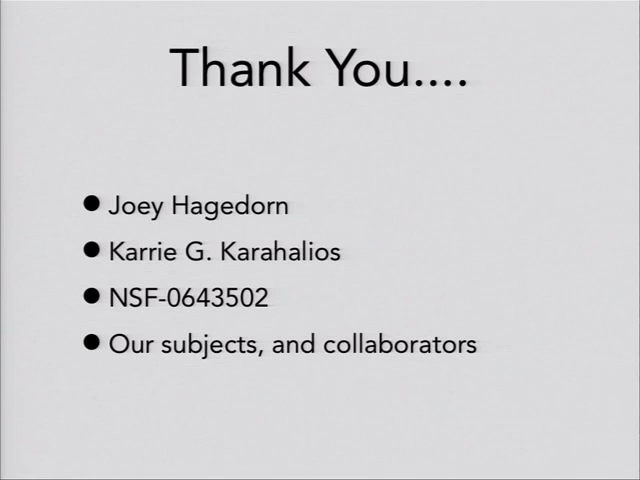 Thank You....
● Joey Hagedorn
● Karrie G. Karahalios
● NSF-0643502
● Our subjects, and collaborators